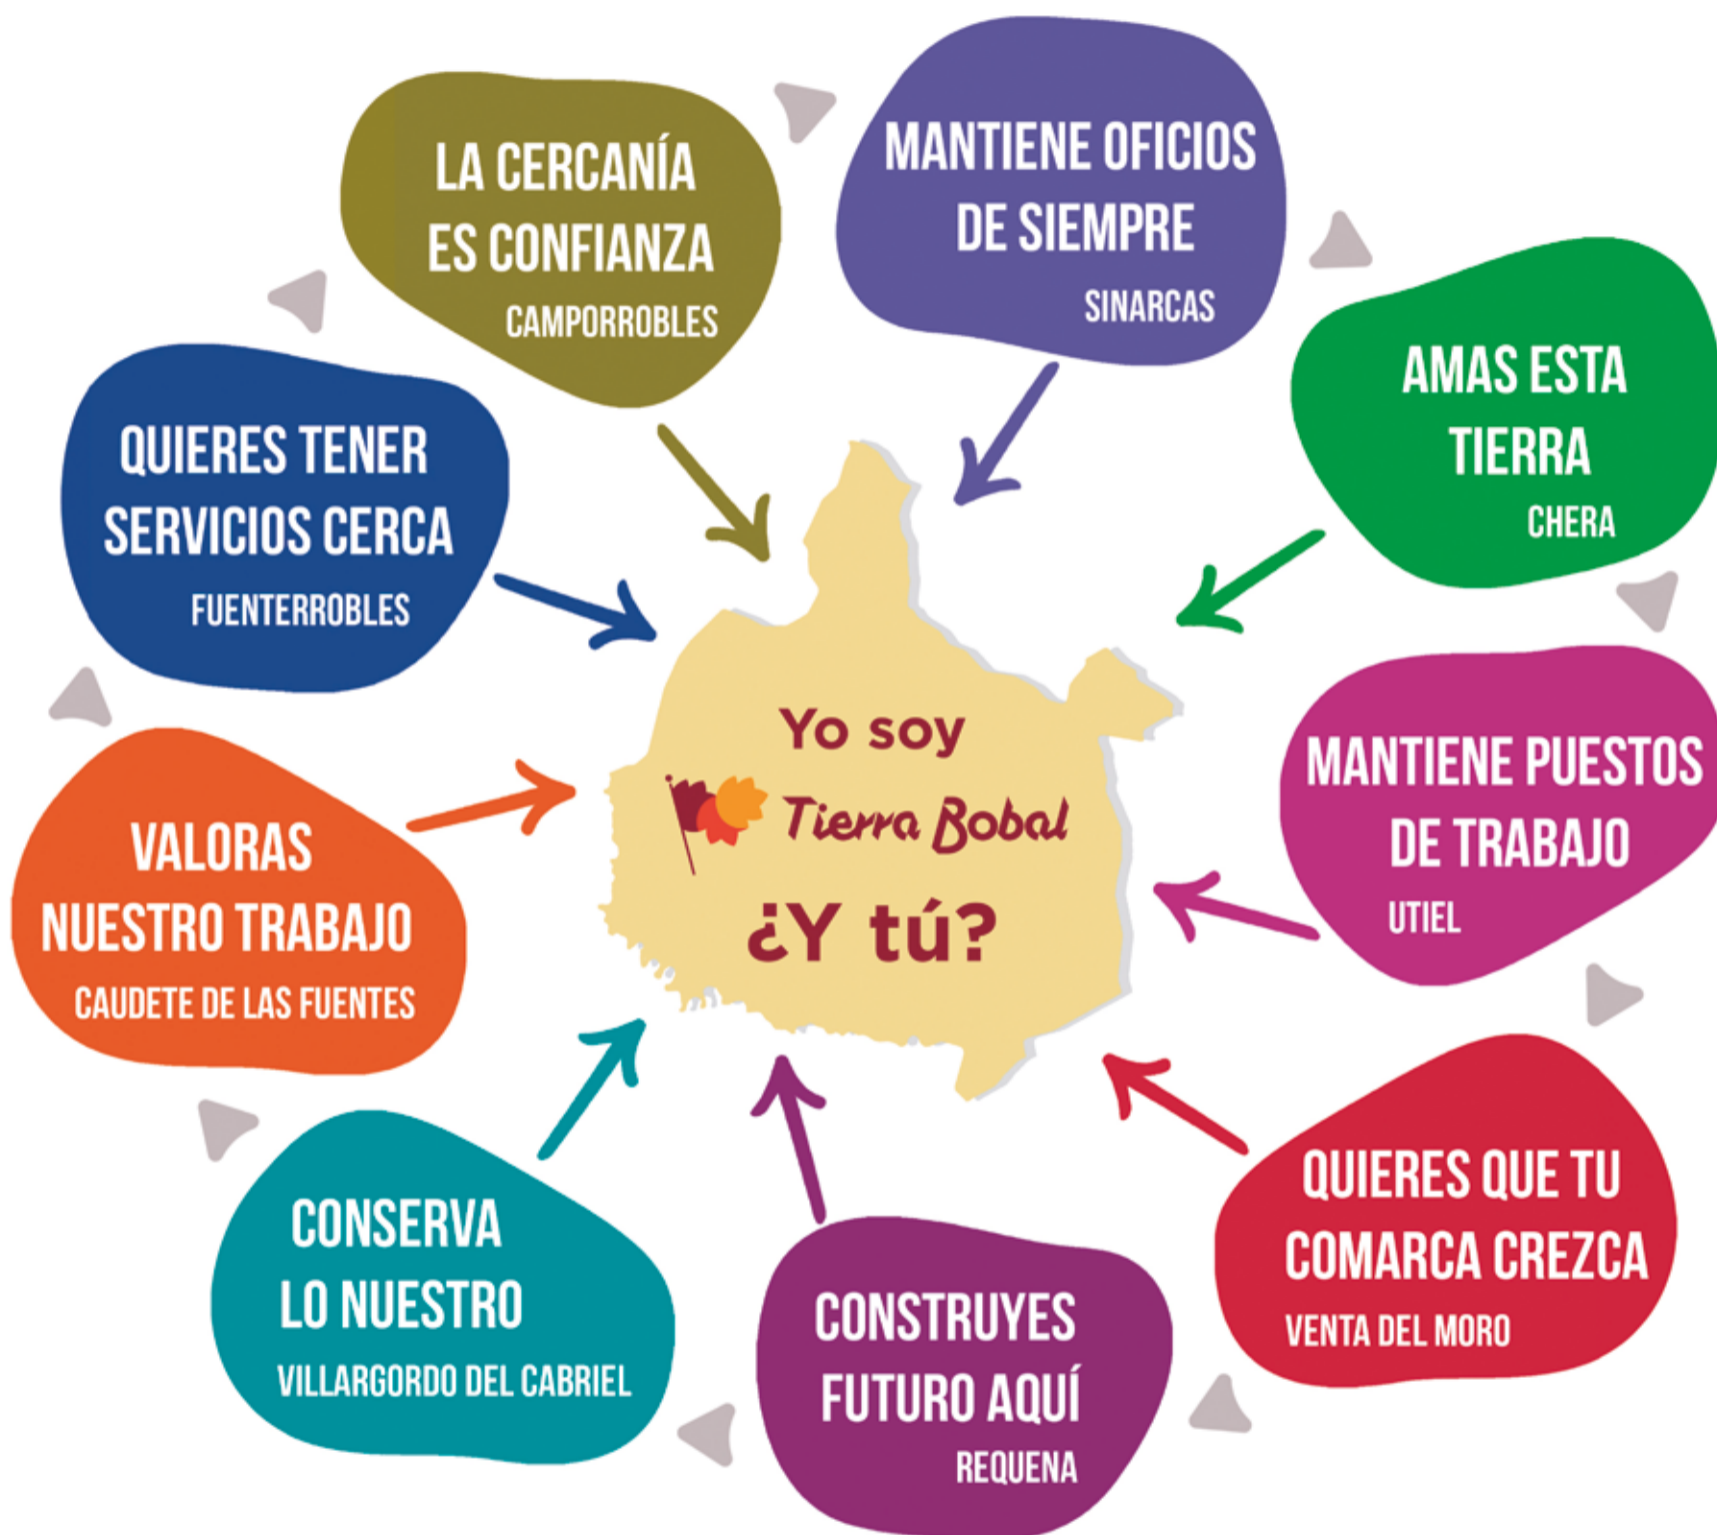 LA CERCANÍA
ES CONFIANZA
CAMPORROBLES
MANTIENE OFICIOS
DE SIEMPRE
SINARCAS
AMAS ESTA
TIERRA
CHERA
MANTIENE PUESTOS
DE TRABAJO
UTIEL
QUIERES QUE TU
COMARCA CREZCA
VENTA DEL MORO
CONSTRUYES
FUTURO AQUÍ
REQUENA
CONSERVA
LO NUESTRO
VILLARGORDO DEL CABRIEL
VALORAS
NUESTRO TRABAJO
CAUDETE DE LAS FUENTES
QUIERES TENER
SERVICIOS CERCA
FUENTERROBLES
Yo soy
Tierra Bobal
¿Y tú?